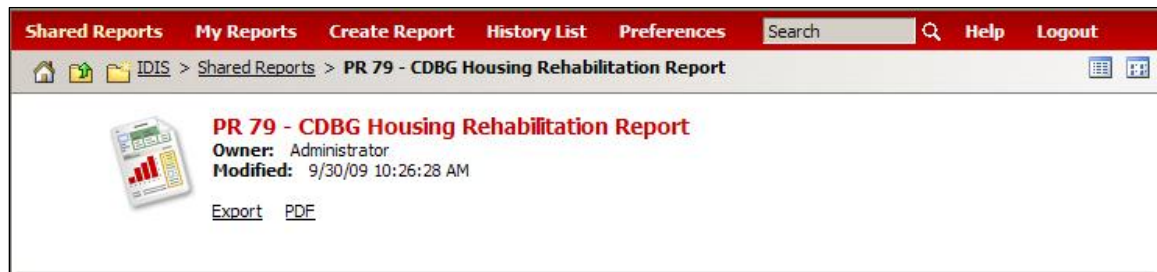 Shared Reports My Reports Create Report History List Preferences Search Help Logout
IDIS > Shared Reports > PR 79 - CDBG Housing Rehabilitation Report
PR 79 - CDBG Housing Rehabilitation Report
Owner: Administrator
Modified: 9/30/09 10:26:28 AM
Export PDF